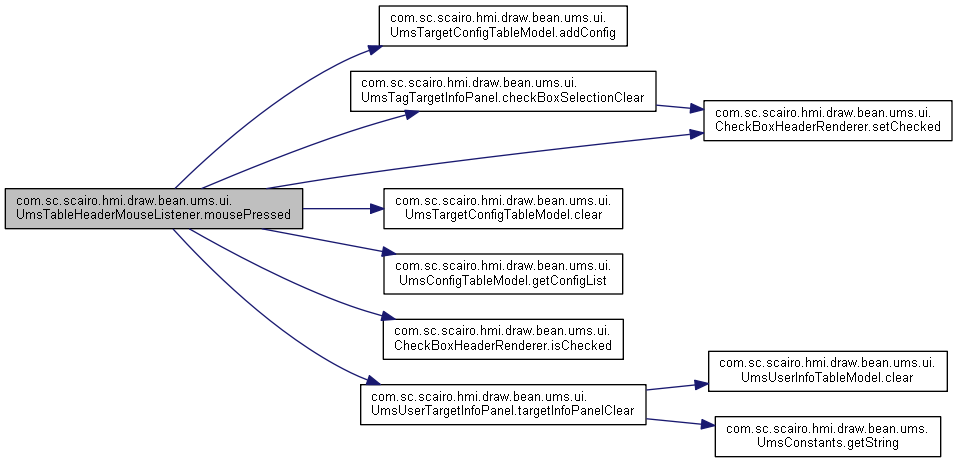 com.sc.scairo.hmi.draw.bean.ums.ui.
UmsTargetConfigTableModel.addConfig
com.sc.scairo.hmi.draw.bean.ums.ui.
UmsTagTargetInfoPanel.checkBoxSelectionClear
com.sc.scairo.hmi.draw.bean.ums.ui.
CheckBoxHeaderRenderer.setChecked
com.sc.scairo.hmi.draw.bean.ums.ui.
UmsTableHeaderMouseListener.mousePressed
com.sc.scairo.hmi.draw.bean.ums.ui.
UmsTargetConfigTableModel.clear
com.sc.scairo.hmi.draw.bean.ums.ui.
UmsConfigTableModel.getConfigList
com.sc.scairo.hmi.draw.bean.ums.ui.
CheckBoxHeaderRenderer.isChecked
com.sc.scairo.hmi.draw.bean.ums.ui.
UmsUserTargetInfoPanel.targetInfoPanelClear
com.sc.scairo.hmi.draw.bean.ums.ui.
UmsUserInfoTableModel.clear
com.sc.scairo.hmi.draw.bean.ums.
UmsConstants.getString